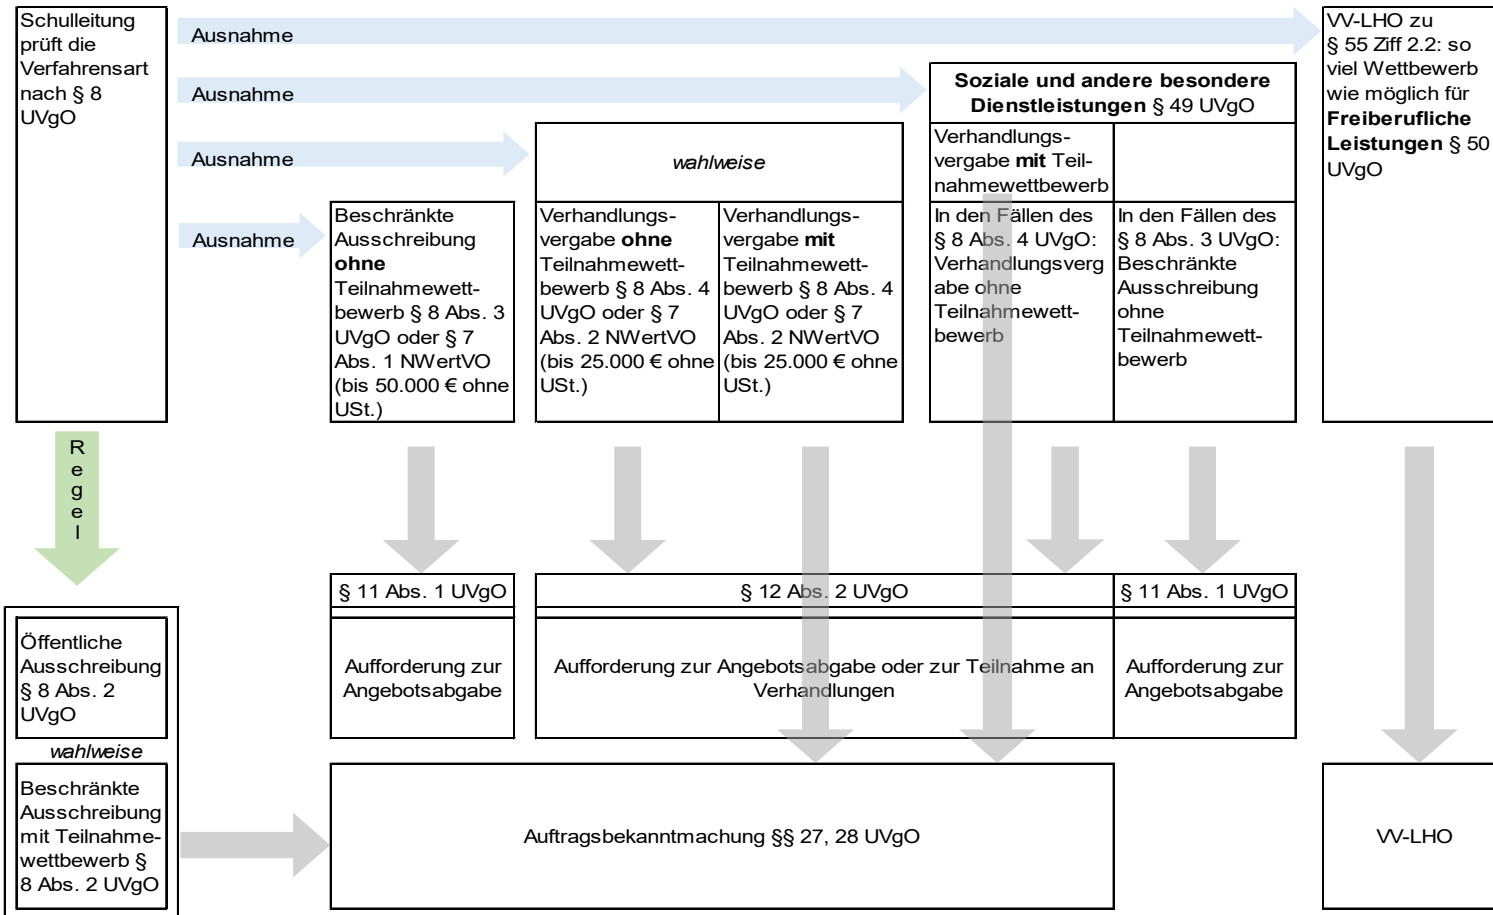 Schulleitung
prüft die
Verfahrensart
nach § 8
UVgO
Ausnahme
Ausnahme
Ausnahme
Ausnahme
Beschränkte
Ausschreibung
ohne
Teilnahmewett-
bewerb § 8 Abs. 3
UVgO oder § 7
Abs. 1 NWertVO
(bis 50.000 € ohne
USt.)
wahlweise
Verhandlungs-
vergabe ohne
Teilnahmewett-
bewerb § 8 Abs. 4
UVgO oder § 7
Abs. 2 NWertVO
(bis 25.000 € ohne
USt.)
Verhandlungs-
vergabe mit
Teilnahmewett-
bewerb § 8 Abs. 4
UVgO oder § 7
Abs. 2 NWertVO
(bis 25.000 € ohne
USt.)
Soziale und andere besondere
Dienstleistungen § 49 UVgO
Verhandlungs-
vergabe mit Teil-
nahmewettbewerb
In den Fällen des
§ 8 Abs. 4 UVgO:
Verhandlungsverg
abe ohne
Teilnahmewett-
bewerb
In den Fällen des
§ 8 Abs. 3 UVgO:
Beschränkte
Ausschreibung
ohne
Teilnahmewett-
bewerb
VV-LHO zu
§ 55 Ziff 2.2: so
viel Wettbewerb
wie möglich für
Freiberufliche
Leistungen § 50
UVgO
R
e
g
e
l
§ 11 Abs. 1 UVgO
§ 12 Abs. 2 UVgO
§ 11 Abs. 1 UVgO
Aufforderung zur
Angebotsabgabe
Aufforderung zur Angebotsabgabe oder zur Teilnahme an
Verhandlungen
Aufforderung zur
Angebotsabgabe
Öffentliche
Ausschreibung
§ 8 Abs. 2
UVgO
wahlweise
Beschränkte
Ausschreibung
mit Teilnahme-
wettbewerb §
8 Abs. 2 UVgO
Auftragsbekanntmachung §§ 27, 28 UVgO
VV-LHO